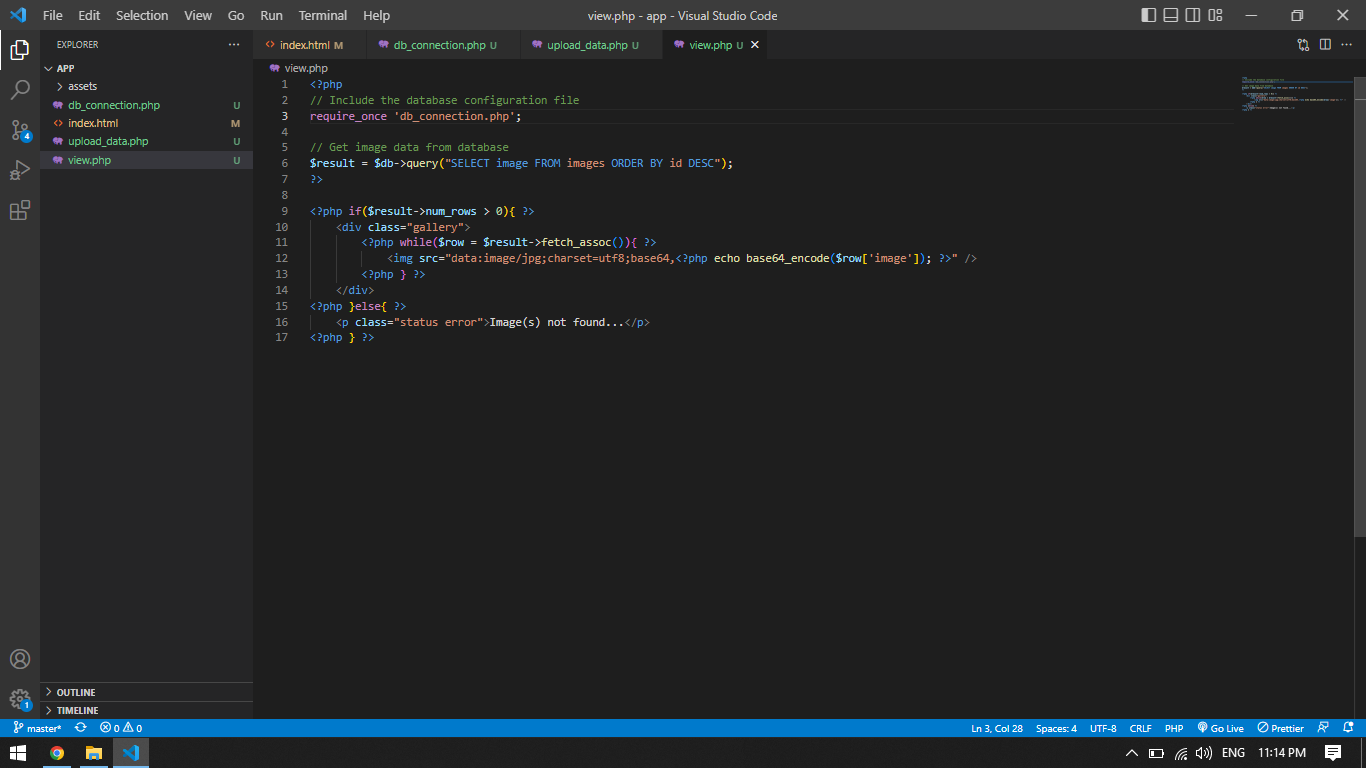 File Edit Selection View Go Run Terminal Help
view.php - app - Visual Studio Code
EXPLORER
index.html M
db_connection.php U
upload_data.php U
view.php U
APP
assets
db_connection.php U
index.html M
upload_data.php U
view.php U
view.php
1 <?php
2 // Include the database configuration file
3 require_once 'db_connection.php';
4
5 // Get image data from database
6 $result = $db->query("SELECT image FROM images ORDER BY id DESC");
7 ?>
8
9 <?php if($result->num_rows > 0){ ?>
10     <div class="gallery">
11         <?php while($row = $result->fetch_assoc()){ ?>
12             <img src="data:image/jpg;charset=utf8;base64,<?php echo base64_encode($row['image']); ?>" />
13         <?php } ?>
14     </div>
15 <?php }else{ ?>
16     <p class="status error">Image(s) not found...</p>
17 <?php } ?>
4
1
OUTLINE
TIMELINE
master* 0 0 Ln 3, Col 28 Spaces: 4 UTF-8 CRLF PHP Go Live Prettier
ENG 11:14 PM